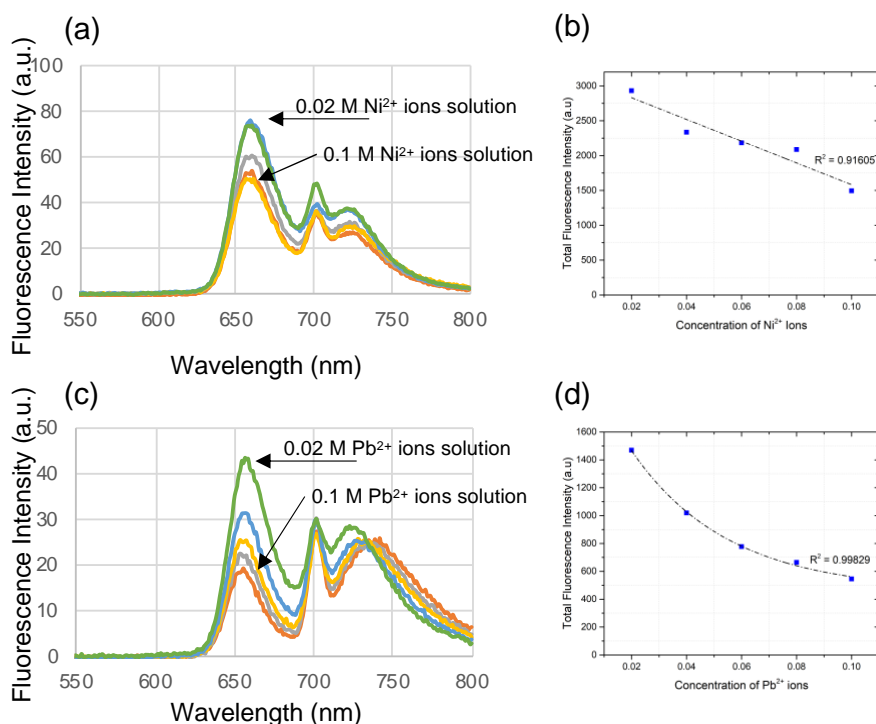 (a)
Fluorescence Intensity (a.u.)
100
80
60
40
20
0
0.02 M Ni²⁺ ions solution
0.1 M Ni²⁺ ions solution
550 600 650 700 750 800
Wavelength (nm)
(b)
Total Fluorescence Intensity (a.u)
3000
2500
2000
1500
1000
500
0
R² = 0.91605
0.02 0.04 0.06 0.08 0.10
Concentration of Ni²⁺ Ions
(c)
Fluorescence Intensity (a.u.)
50
40
30
20
10
0
0.02 M Pb²⁺ ions solution
0.1 M Pb²⁺ ions solution
550 600 650 700 750 800
Wavelength (nm)
(d)
Total Fluorescence Intensity (a.u)
1600
1400
1200
1000
800
600
400
200
0
R² = 0.99829
0.02 0.04 0.06 0.08 0.10
Concentration of Pb²⁺ ions